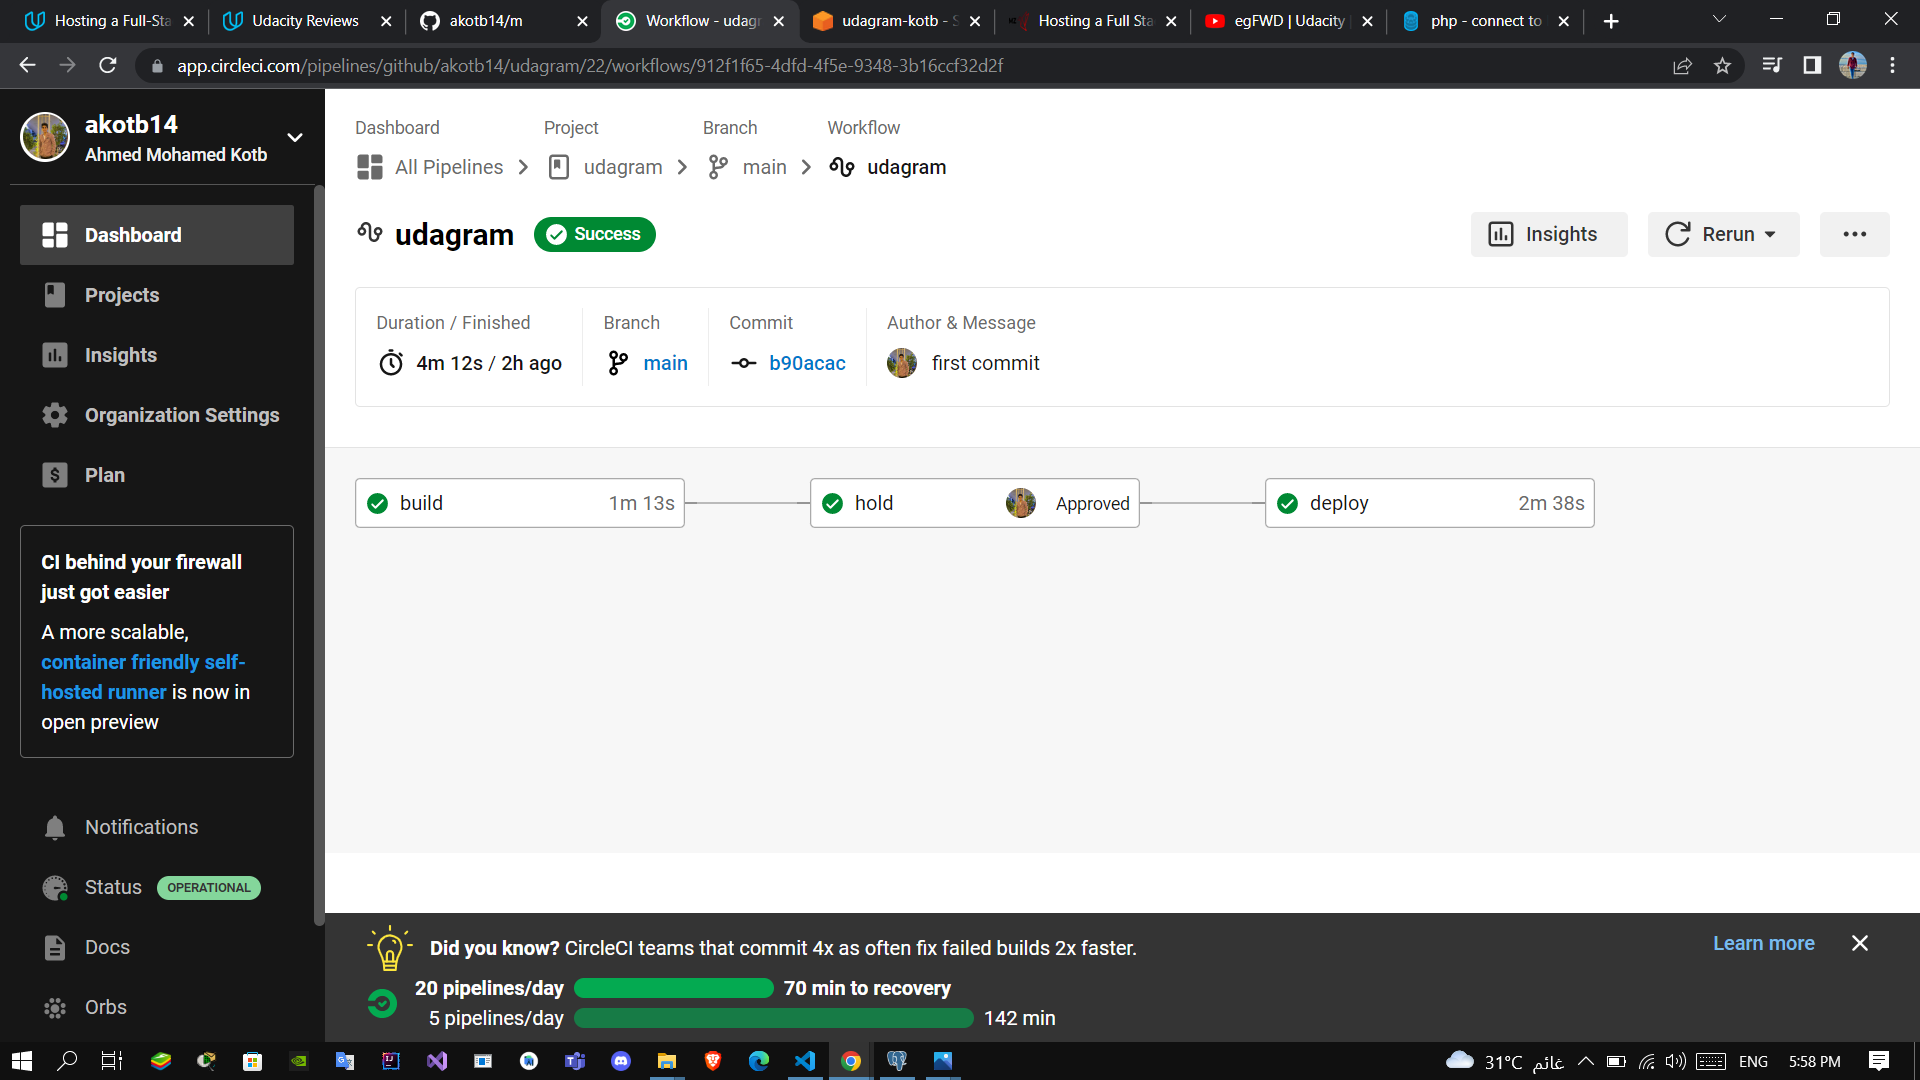 Hosting a Full-Sta
Udacity Reviews
akotb14/m
Workflow - udagr
udagram-kotb - S
Hosting a Full Sta
egFWD | Udacity
php - connect to
app.circleci.com/pipelines/github/akotb14/udagram/22/workflows/912f1f65-4dfd-4f5e-9348-3b16ccf32d2f
akotb14
Ahmed Mohamed Kotb
Dashboard
Projects
Insights
Organization Settings
Plan
CI behind your firewall
just got easier
A more scalable,
container friendly self-
hosted runner is now in
open preview
Notifications
Status OPERATIONAL
Docs
Orbs
Dashboard Project Branch Workflow
All Pipelines udagram main udagram
udagram Success
Insights Rerun
Duration / Finished Branch Commit Author & Message
4m 12s / 2h ago main b90acac first commit
build 1m 13s hold Approved deploy 2m 38s
Did you know? CircleCI teams that commit 4x as often fix failed builds 2x faster.
Learn more
20 pipelines/day 70 min to recovery
5 pipelines/day 142 min
31°C غائم ENG 5:58 PM